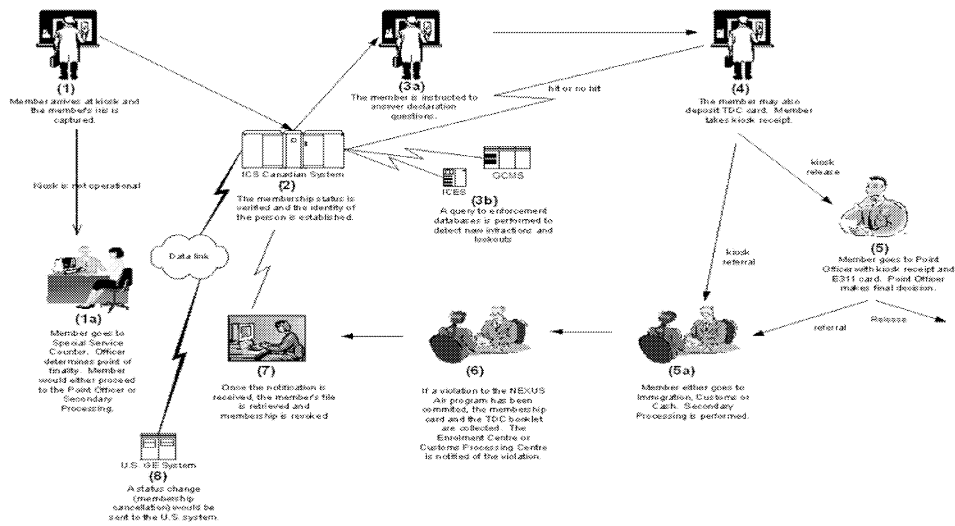 (1)
Member arrives at kiosk and
the member's iris is
captured.
(3a)
The member is instructed to
answer declaration
questions.
hit or no hit
(4)
The member may also
deposit TDC card. Member
takes kiosk receipt.
ICS Canadian System
(2)
The membership status is
verified and the identity of
the person is established.
GCMS
ICES
(3b)
A query to enforcement
databases is performed to
detect new infractions and
lookouts
kiosk
release
Kiosk is not operational
Data link
kiosk
referral
(5)
Member goes to Point
Officer with kiosk receipt and
E311 card. Point Officer
makes final decision.
referral
Release
(1a)
Member goes to
Special Service
Counter. Officer
determines point of
finality. Member
would either proceed
to the Point Officer or
Secondary
Processing.
(7)
Once the notification is
received, the member's file
is retrieved and
membership is revoked
(6)
If a violation to the NEXUS
Air program has been
commited, the membership
card and the TDC booklet
are collected. The
Enrolment Centre or
Customs Processing Centre
is notified of the violation.
(5a)
Member either goes to
Immigration, Customs or
Cash. Secondary
Processing is performed.
U.S. GE System
(8)
A status change
(membership
cancellation) would be
sent to the U.S. system.